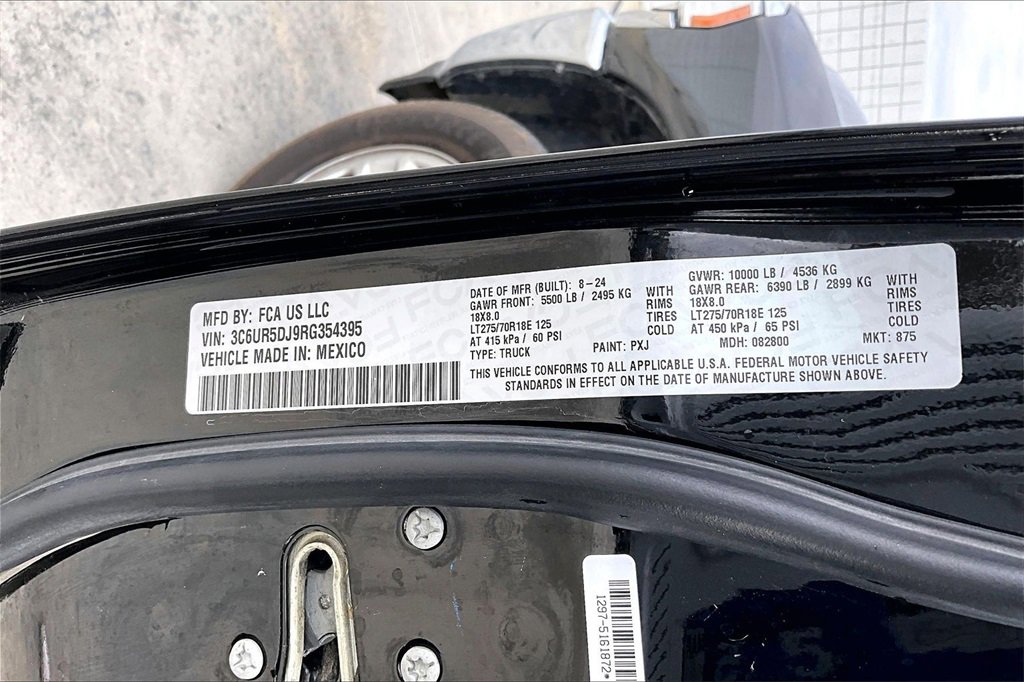 MFD BY: FCA US LLC
VIN: 3C6UR5DJ9RG354395
VEHICLE MADE IN: MEXICO
DATE OF MFR (BUILT): 8-24
GAWR FRONT: 5500 LB / 2495 KG WITH
18X8.0 RIMS
LT275/70R18E 125 TIRES
AT 415 kPa / 60 PSI COLD
TYPE: TRUCK PAINT: PXJ
GVWR: 10000 LB / 4536 KG
GAWR REAR: 6390 LB / 2899 KG WITH
18X8.0 RIMS
LT275/70R18E 125 TIRES
AT 450 kPa / 65 PSI COLD
MDH: 082800 MKT: 875
THIS VEHICLE CONFORMS TO ALL APPLICABLE U.S.A. FEDERAL MOTOR VEHICLE SAFETY
STANDARDS IN EFFECT ON THE DATE OF MANUFACTURE SHOWN ABOVE.
C
1297-5161872*